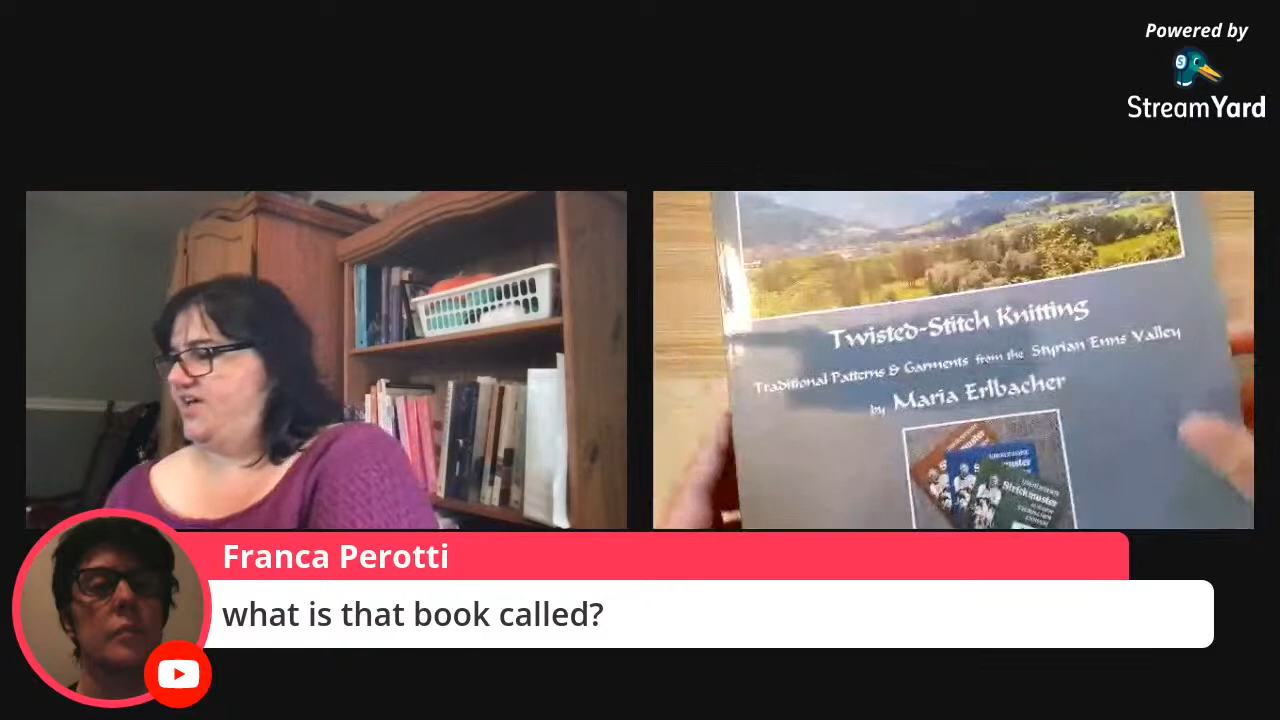 Powered by
StreamYard
Twisted-Stitch Knitting
Traditional Patterns & Garments from the Styrian Enns Valley
by Maria Erlbacher
Strickmuster
Franca Perotti
what is that book called?